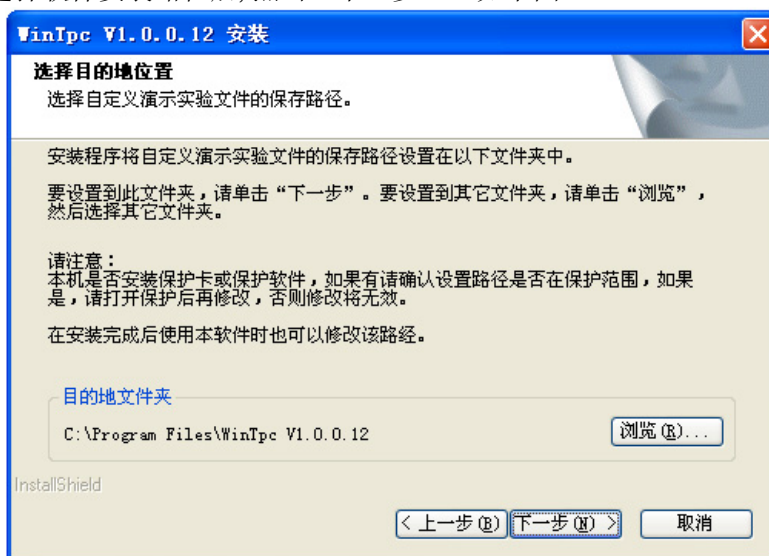 WinTpc V1.0.0.12 安装
选择目的地位置
选择自定义演示实验文件的保存路径。
安装程序将自定义演示实验文件的保存路径设置在以下文件夹中。
要设置到此文件夹，请单击“下一步”。要设置到其它文件夹，请单击“浏览”，
然后选择其它文件夹。
请注意：
本机是否安装保护卡或保护软件，如果有请确认设置路径是否在保护范围，如果
是，请打开保护后再修改，否则修改将无效。
在安装完成后使用本软件时也可以修改该路经。
目的地文件夹
C:\Program Files\WinTpc V1.0.0.12
浏览(R)...
InstallShield
< 上一步(B) 下一步(N) > 取消